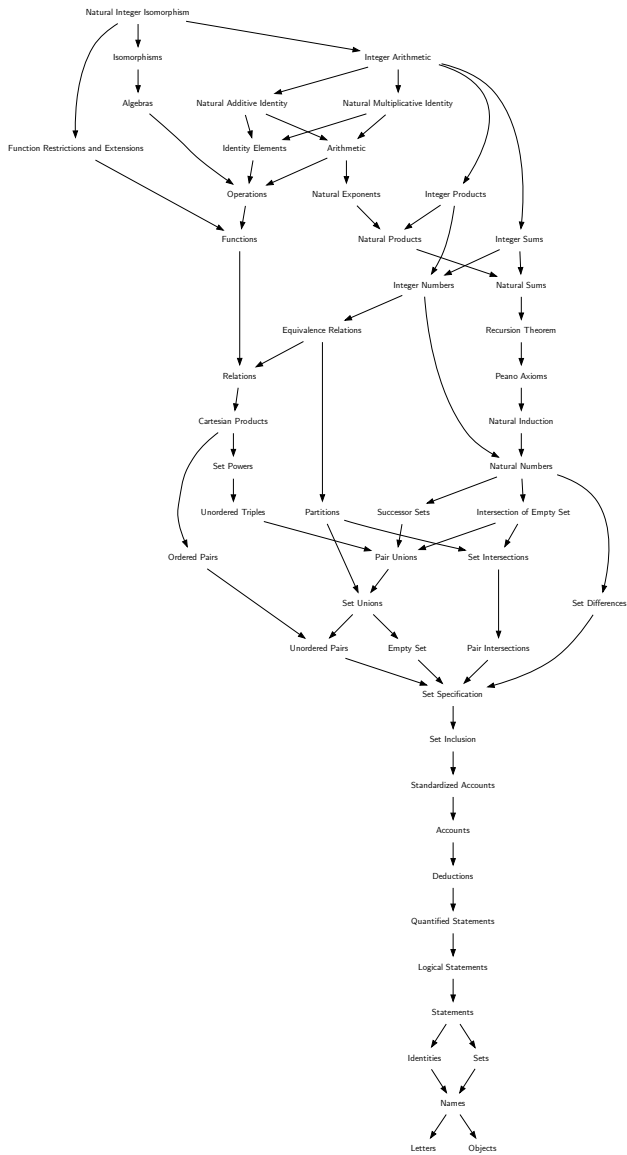 Natural Integer Isomorphism
Isomorphisms
Integer Arithmetic
Algebras
Natural Additive Identity
Natural Multiplicative Identity
Function Restrictions and Extensions
Identity Elements
Arithmetic
Operations
Natural Exponents
Integer Products
Functions
Natural Products
Integer Sums
Integer Numbers
Natural Sums
Equivalence Relations
Recursion Theorem
Relations
Peano Axioms
Cartesian Products
Natural Induction
Set Powers
Natural Numbers
Unordered Triples
Partitions
Successor Sets
Intersection of Empty Set
Ordered Pairs
Pair Unions
Set Intersections
Set Unions
Set Differences
Unordered Pairs
Empty Set
Pair Intersections
Set Specification
Set Inclusion
Standardized Accounts
Accounts
Deductions
Quantified Statements
Logical Statements
Statements
Identities
Sets
Names
Letters
Objects